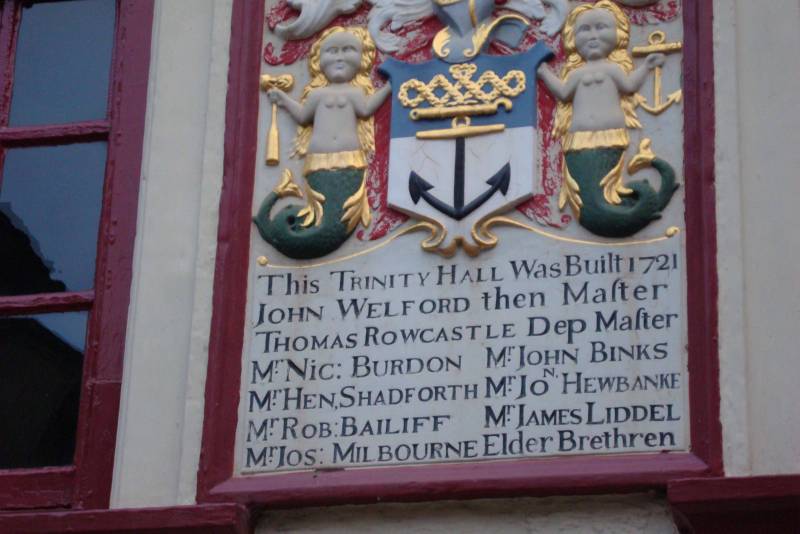 This TRINITY HALL Was Built 1721
JOHN WELFORD then Maſter
THOMAS ROWCASTLE Dep Maſter
Mʳ NIC: BURDON Mʳ JOHN BINKS
Mʳ HEN, SHADFORTH Mʳ Joᴺ. HEWBANKE
Mʳ ROB: BAILIFF Mʳ JAMES LIDDEL
Mʳ JOS: MILBOURNE Elder Brethren